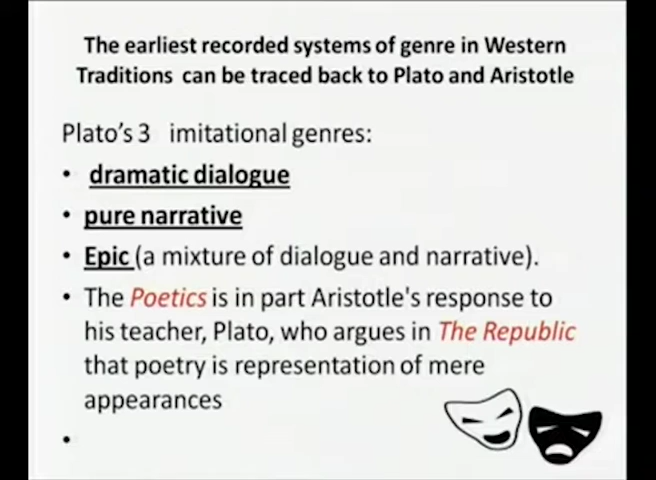 The earliest recorded systems of genre in Western
Traditions can be traced back to Plato and Aristotle
Plato's 3 imitational genres:
• dramatic dialogue
• pure narrative
• Epic (a mixture of dialogue and narrative).
• The Poetics is in part Aristotle's response to
his teacher, Plato, who argues in The Republic
that poetry is representation of mere
appearances
•